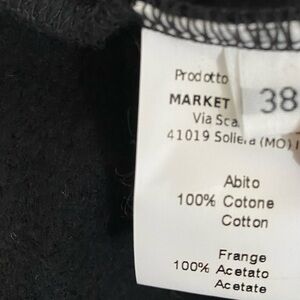 Prodotto
MARKET
38
Via Sca
41019 Soliera (MO) I
Abito
100% Cotone
Cotton
Frange
100% Acetato
Acetate